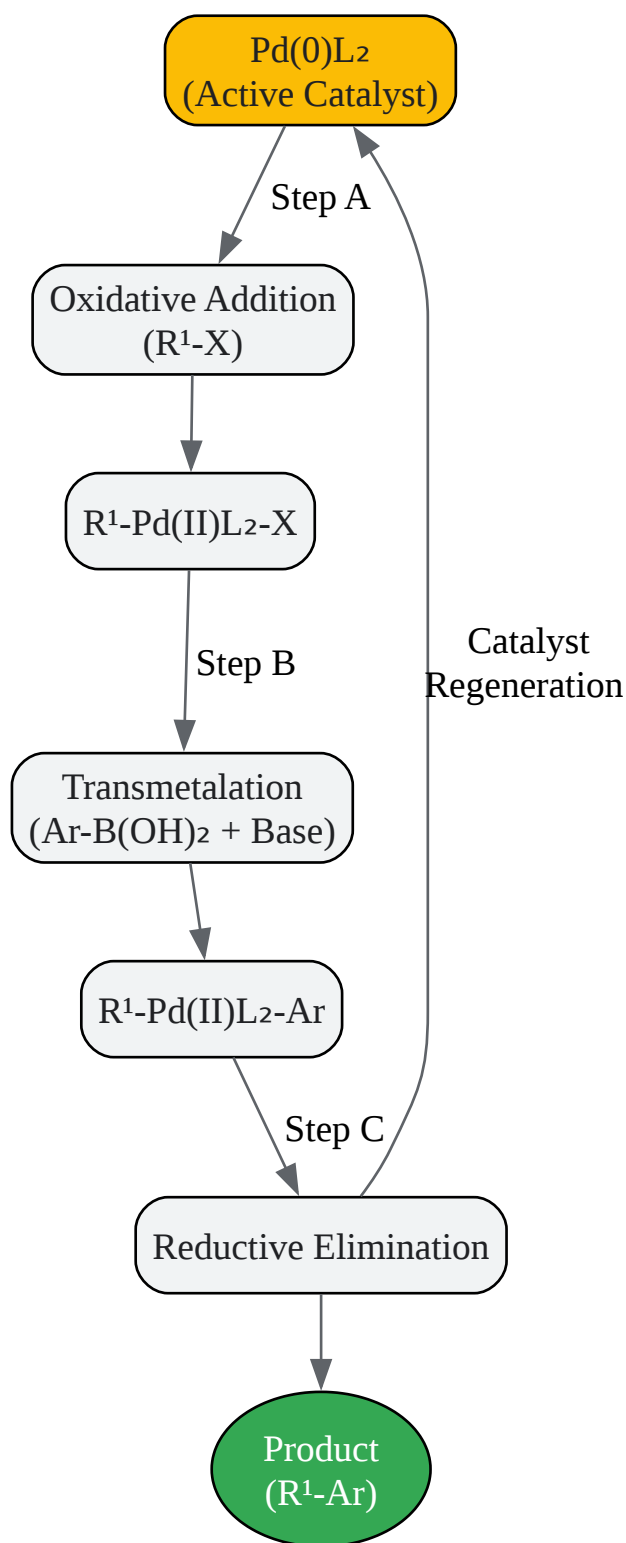 Pd(0)L₂
(Active Catalyst)
Step A
Oxidative Addition
(R¹-X)
R¹-Pd(II)L₂-X
Step B
Catalyst
Regeneration
Transmetalation
(Ar-B(OH)₂ + Base)
R¹-Pd(II)L₂-Ar
Step C
Reductive Elimination
Product
(R¹-Ar)